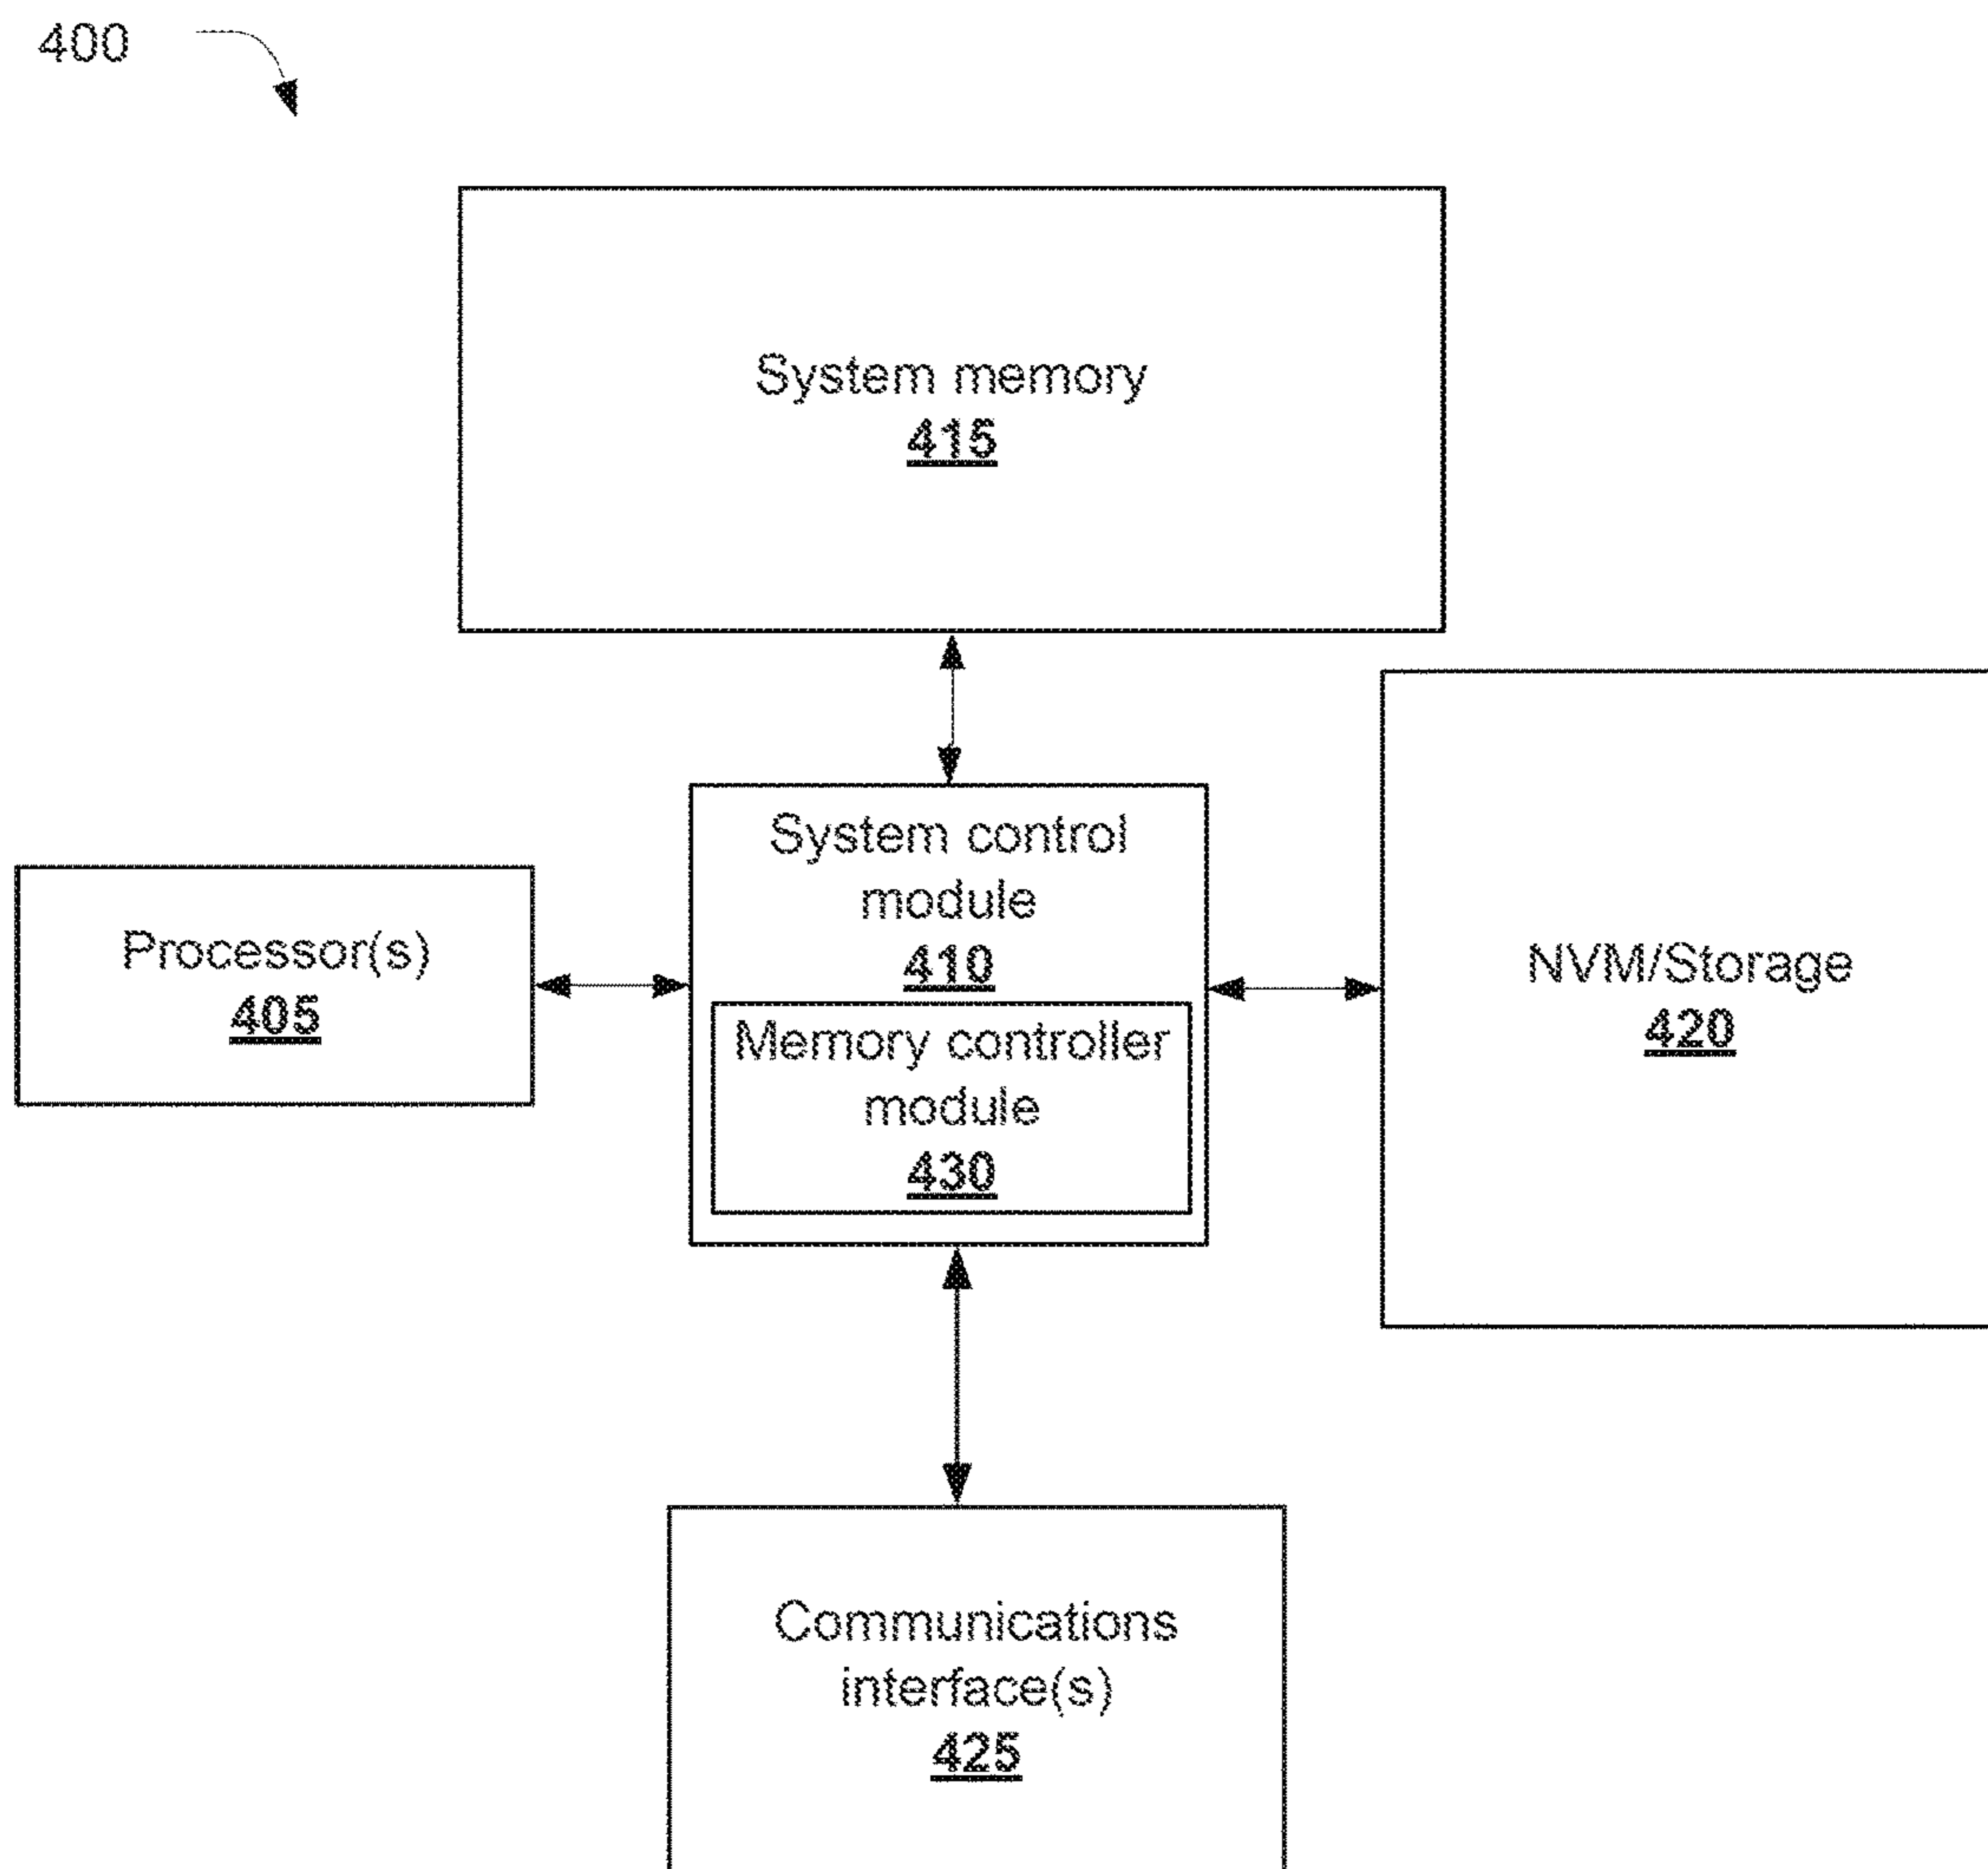 400
System memory
415
System control
module
410
Processor(s)
405
Memory controller
module
430
NVM/Storage
420
Communications
interface(s)
425